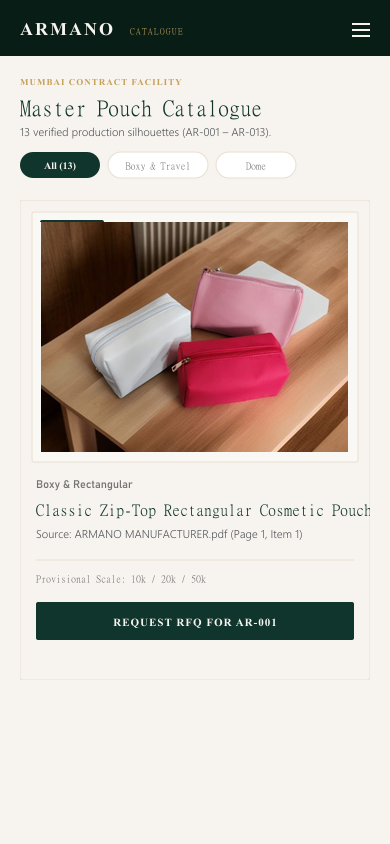 ARMANO CATALOGUE
MUMBAI CONTRACT FACILITY
Master Pouch Catalogue
13 verified production silhouettes (AR-001 – AR-013).
All (13) Boxy & Travel Dome
Boxy & Rectangular
Classic Zip-Top Rectangular Cosmetic Pouch
Source: ARMANO MANUFACTURER.pdf (Page 1, Item 1)
Provisional Scale: 10k / 20k / 50k
REQUEST RFQ FOR AR-001